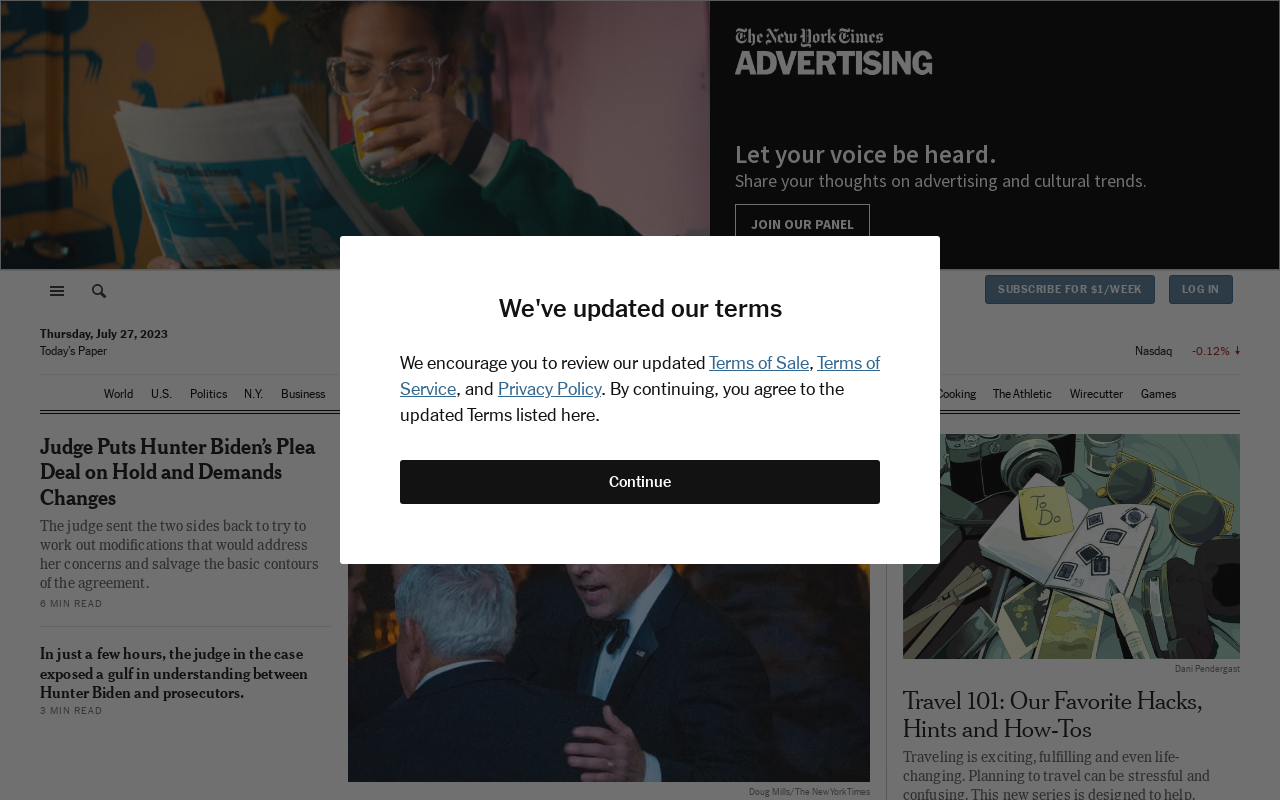 The New York Times
ADVERTISING
Let your voice be heard.
Share your thoughts on advertising and cultural trends.
JOIN OUR PANEL
SUBSCRIBE FOR $1/WEEK
LOG IN
Thursday, July 27, 2023
Today's Paper
Nasdaq -0.12%
World U.S. Politics N.Y. Business
Cooking The Athletic Wirecutter Games
We've updated our terms
We encourage you to review our updated Terms of Sale, Terms of
Service, and Privacy Policy. By continuing, you agree to the
updated Terms listed here.
Continue
Judge Puts Hunter Biden's Plea
Deal on Hold and Demands
Changes
The judge sent the two sides back to try to
work out modifications that would address
her concerns and salvage the basic contours
of the agreement.
6 MIN READ
In just a few hours, the judge in the case
exposed a gulf in understanding between
Hunter Biden and prosecutors.
3 MIN READ
Doug Mills/The New York Times
To
Do
Dani Pendergast
Travel 101: Our Favorite Hacks,
Hints and How-Tos
Traveling is exciting, fulfilling and even life-
changing. Planning to travel can be stressful and
confusing. This new series is designed to help.